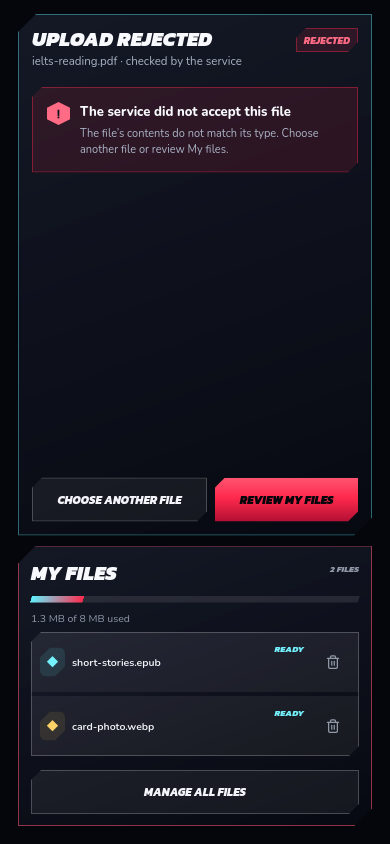 UPLOAD REJECTED
REJECTED
ielts-reading.pdf · checked by the service
!
The service did not accept this file
The file's contents do not match its type. Choose
another file or review My files.
CHOOSE ANOTHER FILE
REVIEW MY FILES
MY FILES
2 FILES
1.3 MB of 8 MB used
READY
short-stories.epub
READY
card-photo.webp
MANAGE ALL FILES